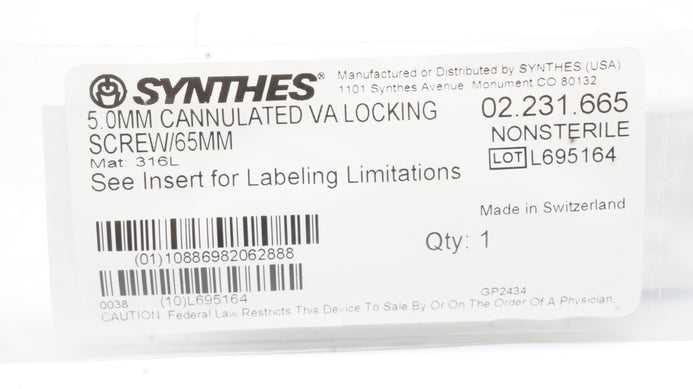 SYNTHES®
Manufactured or Distributed by SYNTHES (USA)
1101 Synthes Avenue Monument CO 80132
5.0MM CANNULATED VA LOCKING
SCREW/65MM
02.231.665
NONSTERILE
Mat: 316L
LOT L695164
See Insert for Labeling Limitations
Made in Switzerland
Qty: 1
(01)10886982062888
(10)L695164
0038
GP2434
CAUTION: Federal Law Restricts This Device To Sale By Or On The Order Of A Physician.